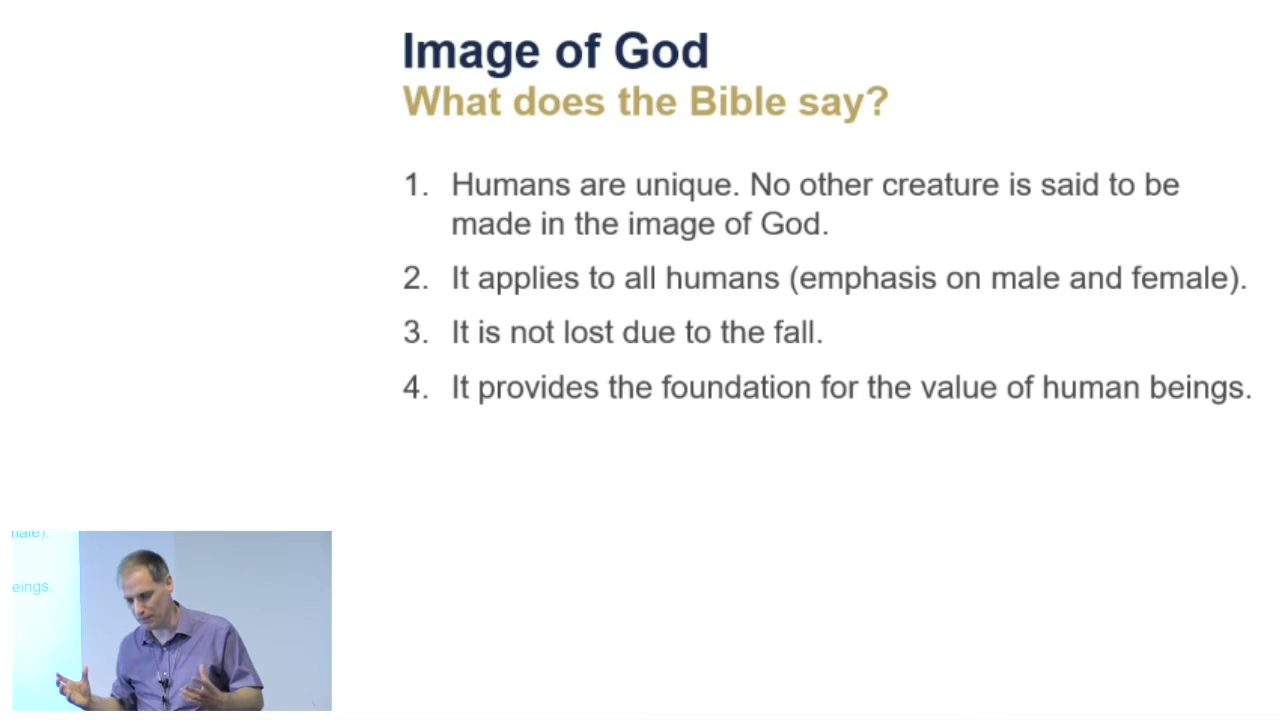 Image of God
What does the Bible say?
1. Humans are unique. No other creature is said to be
made in the image of God.
2. It applies to all humans (emphasis on male and female).
3. It is not lost due to the fall.
4. It provides the foundation for the value of human beings.
male).
eings.